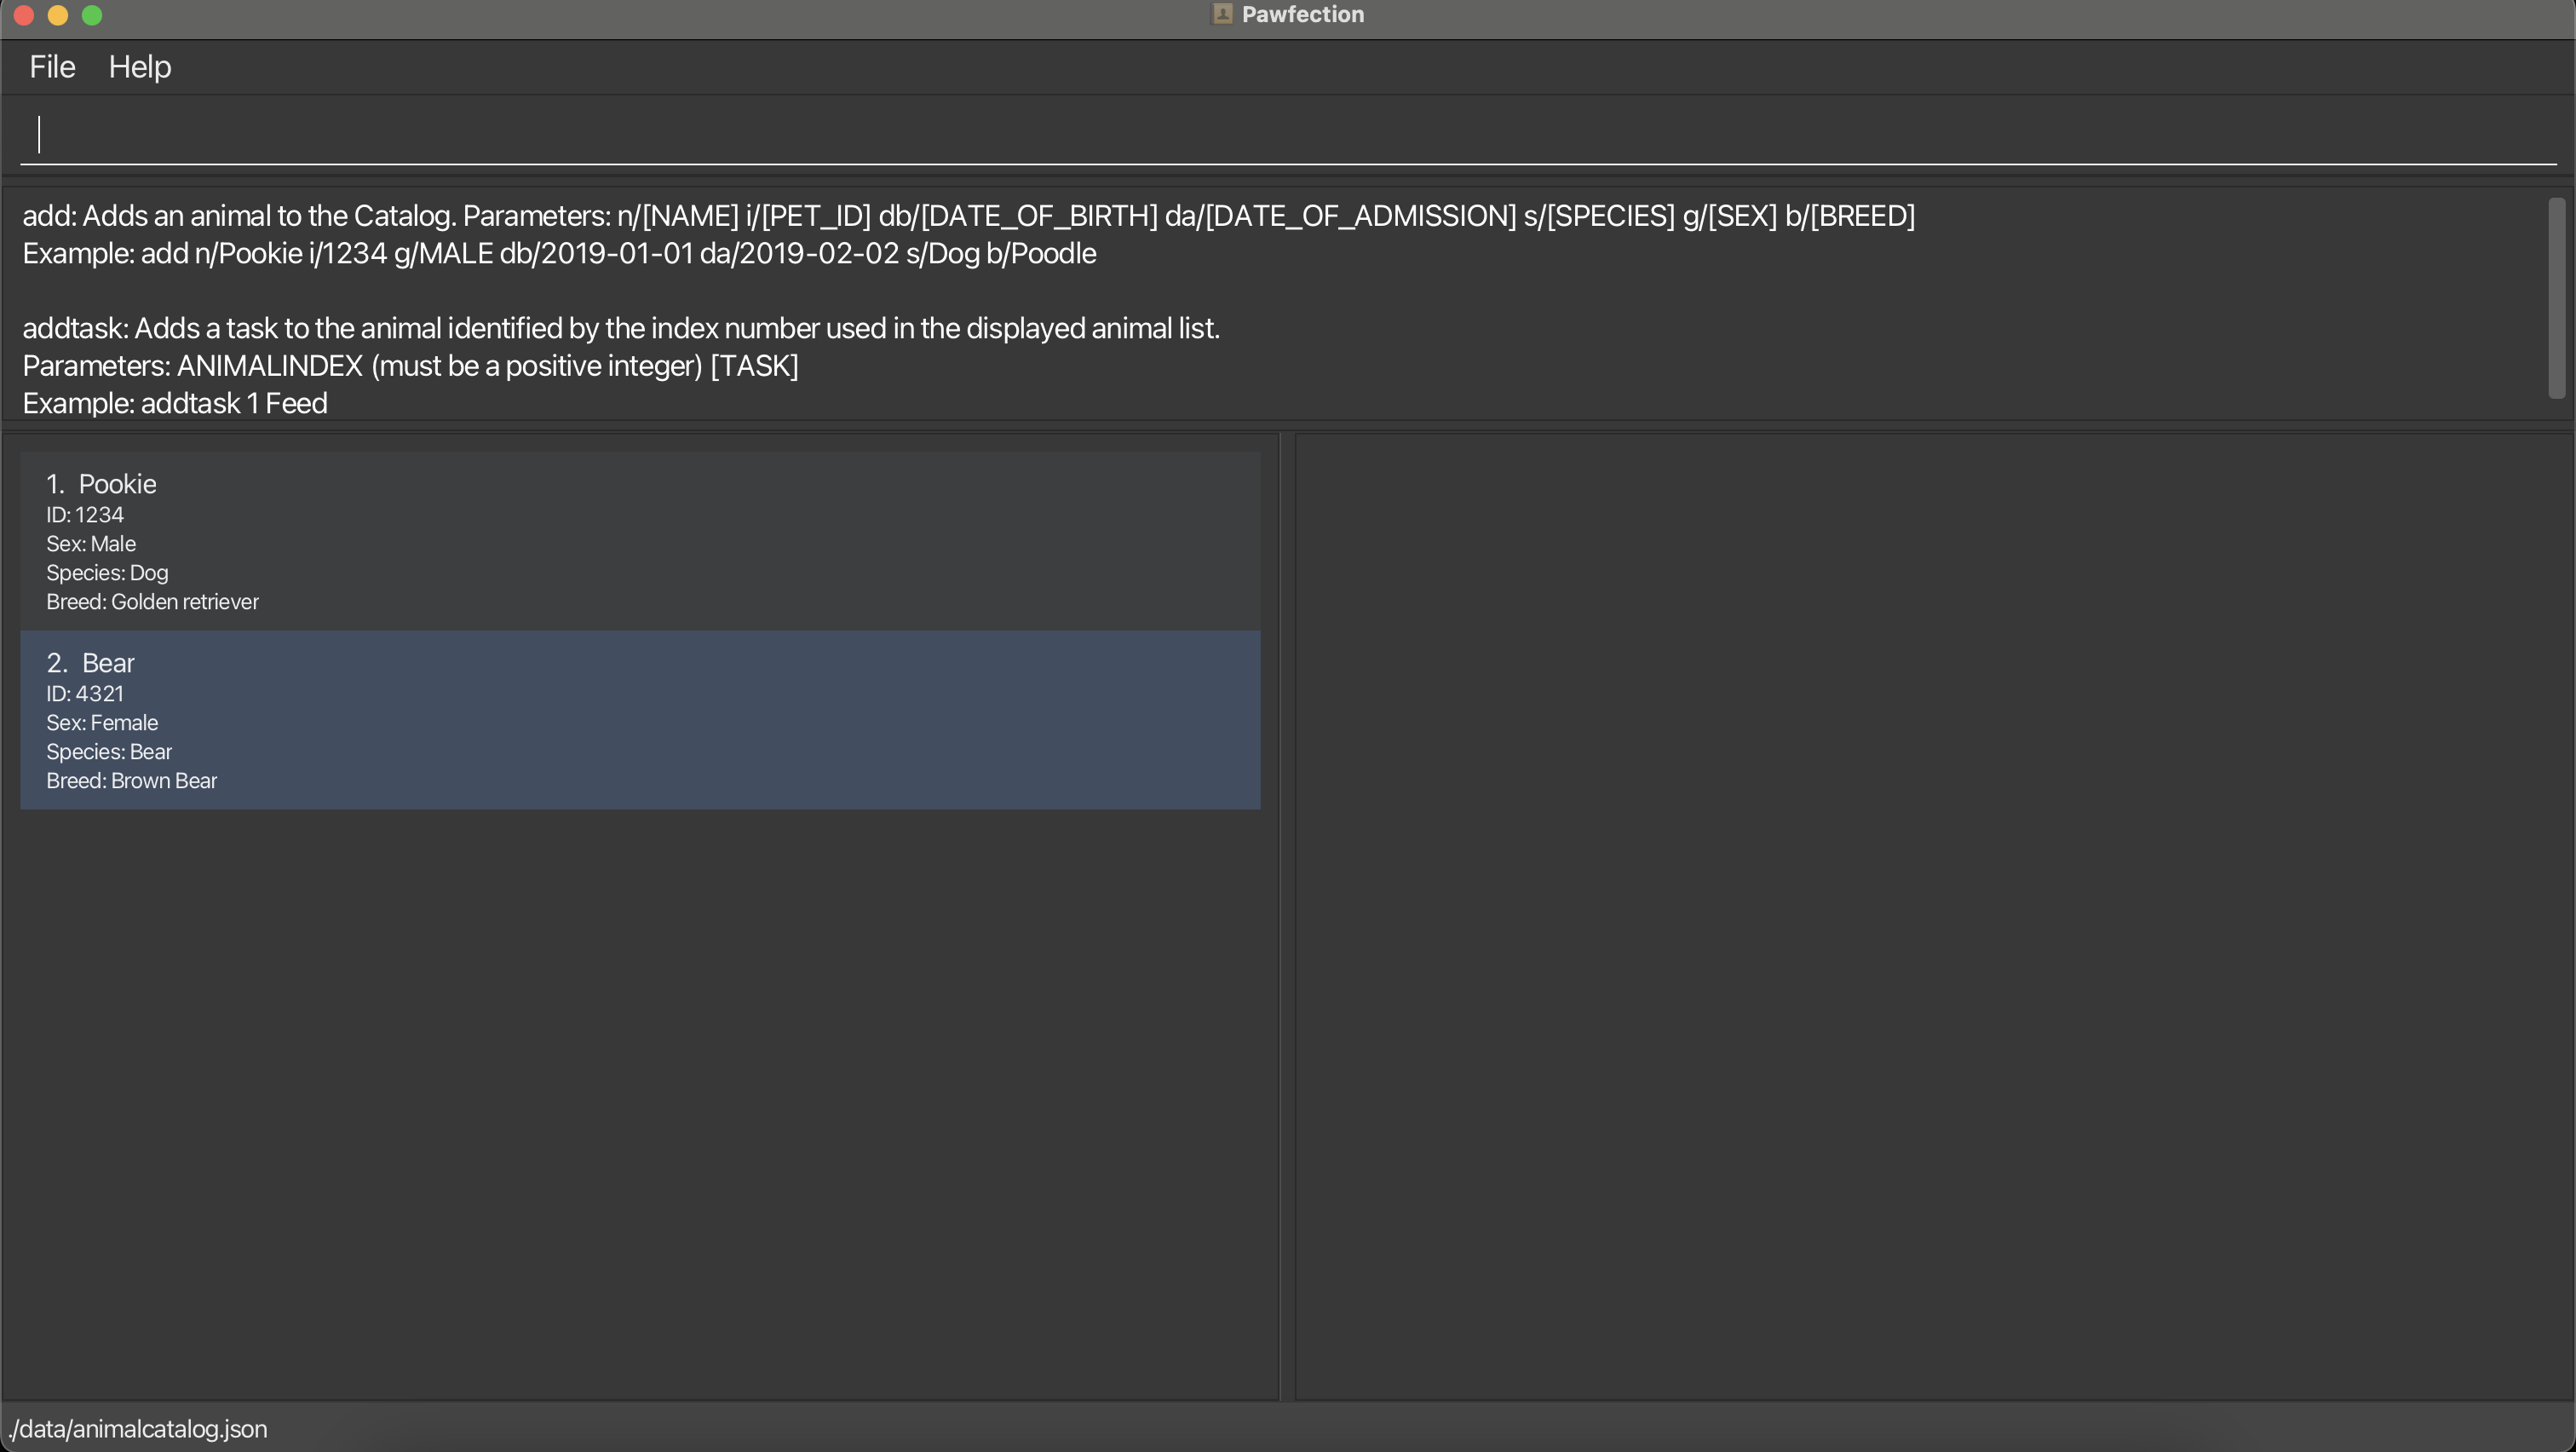 Pawfection
File Help
add: Adds an animal to the Catalog. Parameters: n/[NAME] i/[PET_ID] db/[DATE_OF_BIRTH] da/[DATE_OF_ADMISSION] s/[SPECIES] g/[SEX] b/[BREED]
Example: add n/Pookie i/1234 g/MALE db/2019-01-01 da/2019-02-02 s/Dog b/Poodle
addtask: Adds a task to the animal identified by the index number used in the displayed animal list.
Parameters: ANIMALINDEX (must be a positive integer) [TASK]
Example: addtask 1 Feed
1. Pookie
ID: 1234
Sex: Male
Species: Dog
Breed: Golden retriever
2. Bear
ID: 4321
Sex: Female
Species: Bear
Breed: Brown Bear
./data/animalcatalog.json